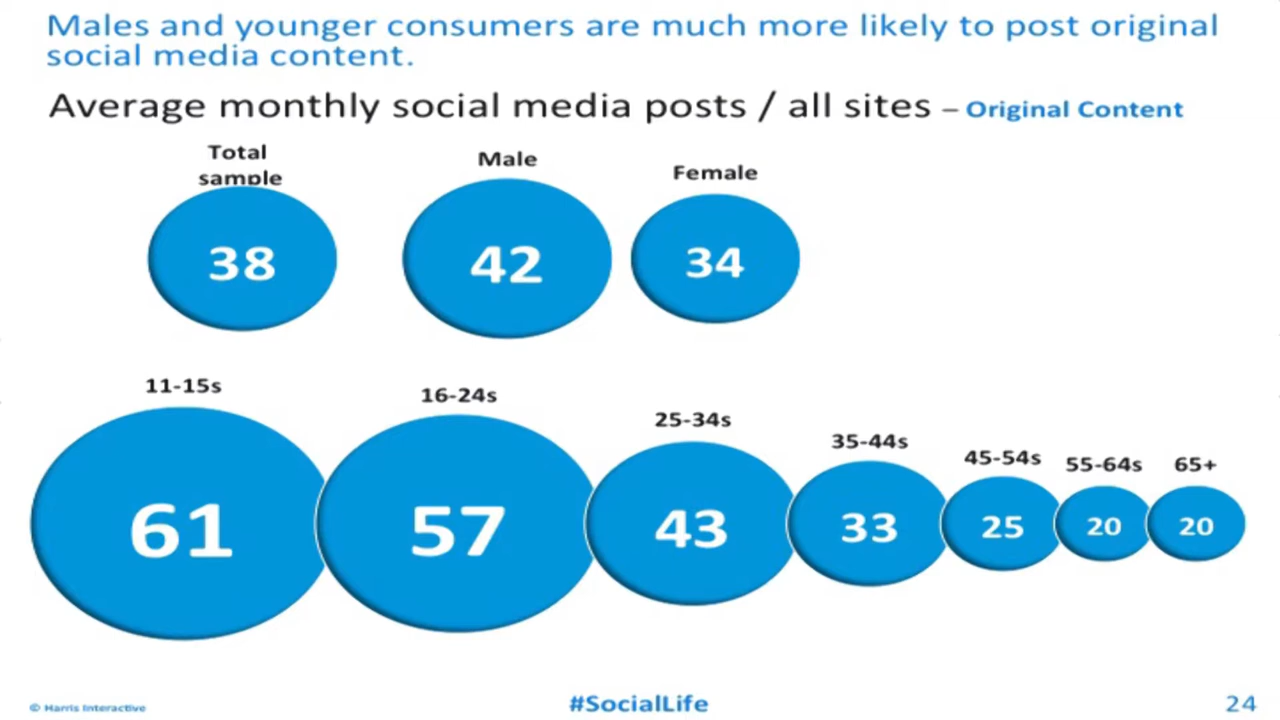 Males and younger consumers are much more likely to post original
social media content.
Average monthly social media posts / all sites – Original Content
Total
sample
Male
Female
38
42
34
11-15s
16-24s
25-34s
35-44s
45-54s
55-64s
65+
61
57
43
33
25
20
20
© Harris Interactive
#SocialLife
24